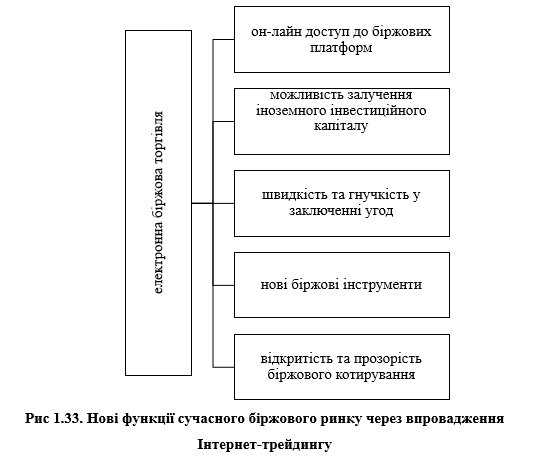 електронна біржова торгівля
он-лайн доступ до біржових
платформ
можливість залучення
іноземного інвестиційного
капіталу
швидкість та гнучкість у
заключенні угод
нові біржові інструменти
відкритість та прозорість
біржового котирування
Рис 1.33. Нові функції сучасного біржового ринку через впровадження
Інтернет-трейдингу